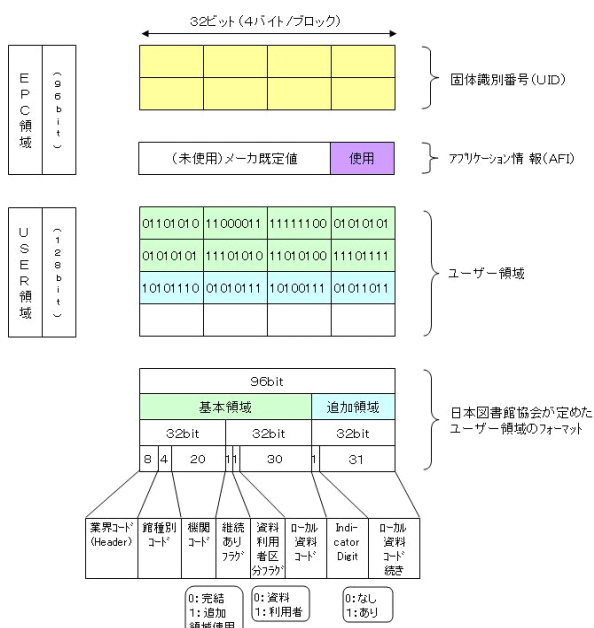 32ビット(4バイト/ブロック)
EPC領域
(96bit)
固体識別番号(UID)
(未使用)メーカ既定値
使用
アプリケーション情 報(AFI)
USER領域
(128bit)
01101010 11000011 11111100 01010101
01010101 11101010 11010100 11101111
10101110 01010111 10100111 01011011
ユーザー領域
96bit
基本領域
追加領域
32bit
32bit
32bit
8
4
20
1
1
30
1
31
日本図書館協会が定めた
ユーザー領域のフォーマット
業界コード
(Header)
館種別
コード
機関
コード
継続
あり
フラグ
資料
利用
者区
分フラグ
ローカル
資料
コード
Indi-
cator
Digit
ローカル
資料
コード
続き
0:完結
1:追加
領域使用
0:資料
1:利用者
0:なし
1:あり